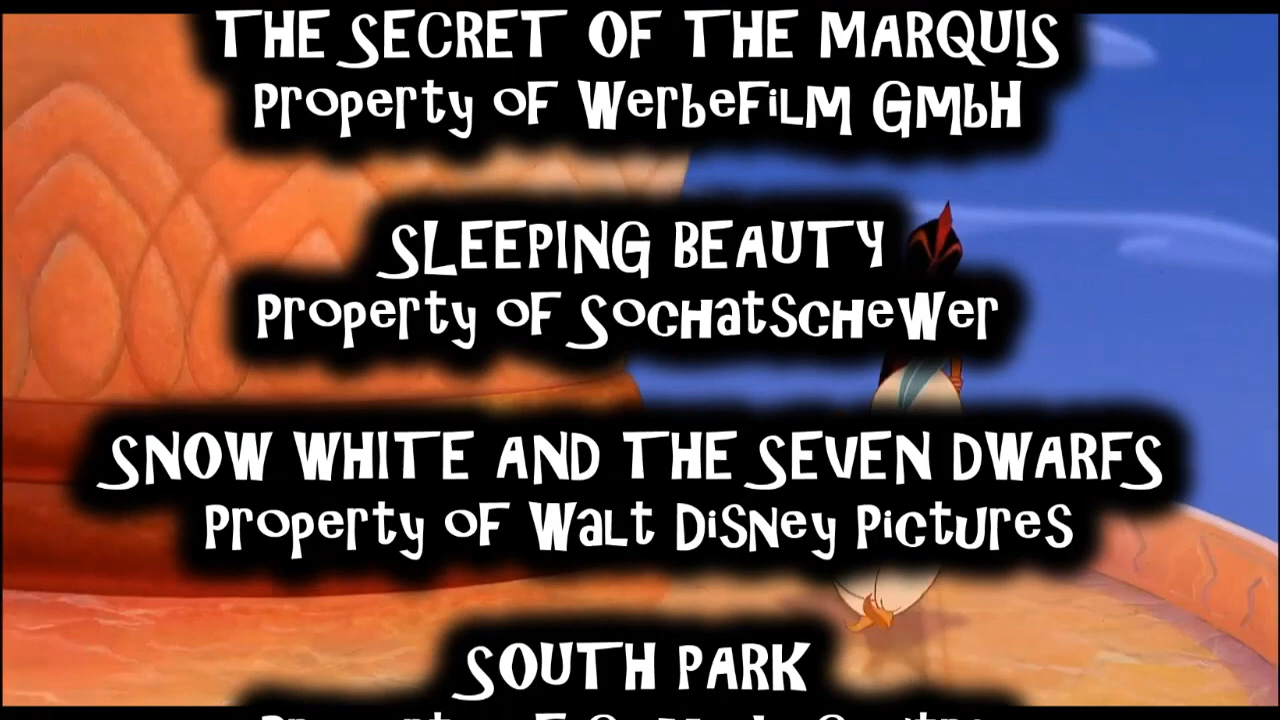 THE SECRET OF THE MARQUIS
Property of Werbefilm GmbH
SLEEPING BEAUTY
Property of Sochatschewer
SNOW WHITE AND THE SEVEN DWARFS
Property of Walt Disney Pictures
SOUTH PARK